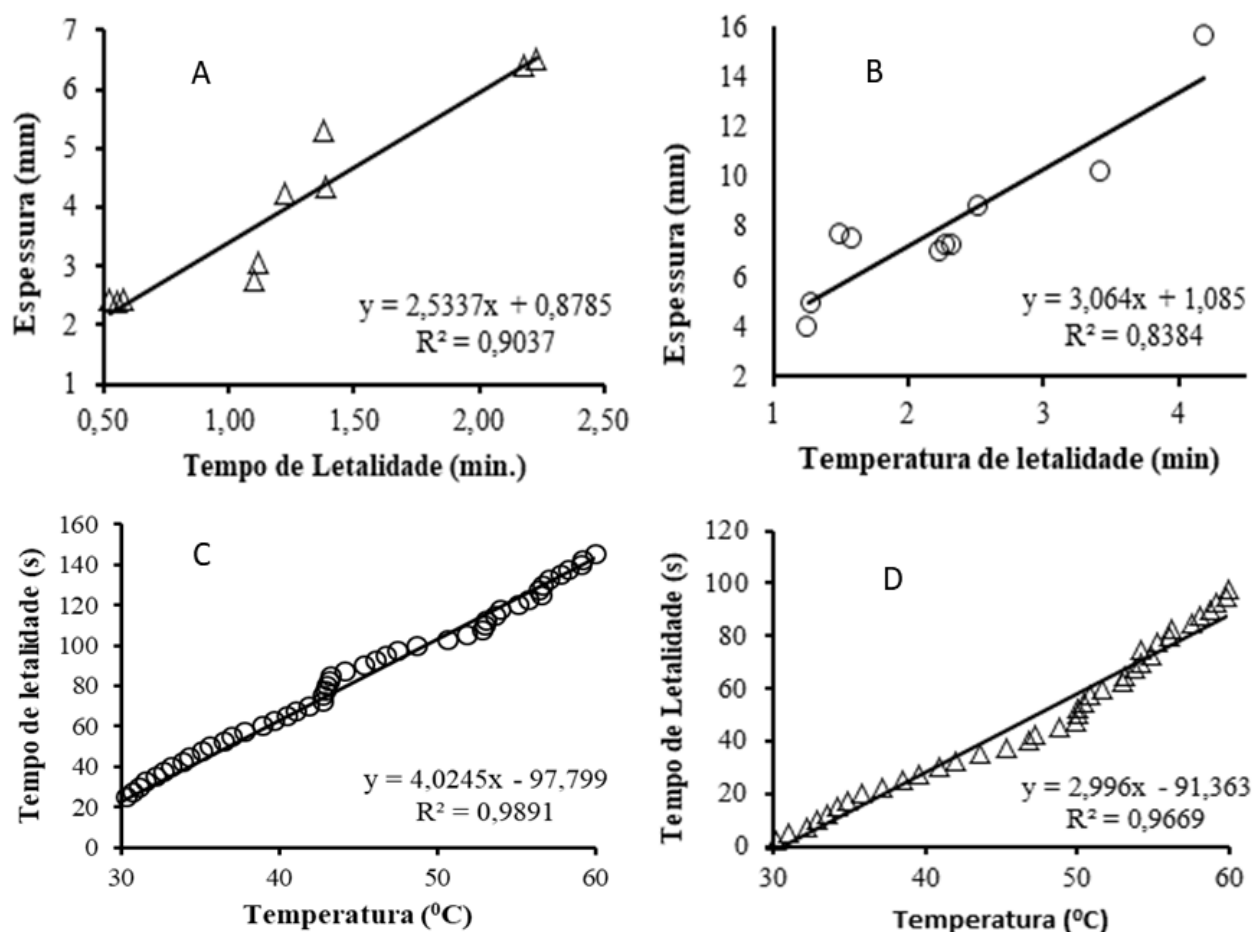 A
Espessura (mm)
7
6
5
4
3
2
1
y = 2,5337x + 0,8785
R² = 0,9037
0,50 1,00 1,50 2,00 2,50
Tempo de Letalidade (min.)
B
Espessura (mm)
16
14
12
10
8
6
4
2
y = 3,064x + 1,085
R² = 0,8384
1 2 3 4
Temperatura de letalidade (min)
C
Tempo de letalidade (s)
160
140
120
100
80
60
40
20
0
y = 4,0245x - 97,799
R² = 0,9891
30 40 50 60
Temperatura (⁰C)
D
Tempo de Letalidade (s)
120
100
80
60
40
20
0
y = 2,996x - 91,363
R² = 0,9669
30 40 50 60
Temperatura (⁰C)